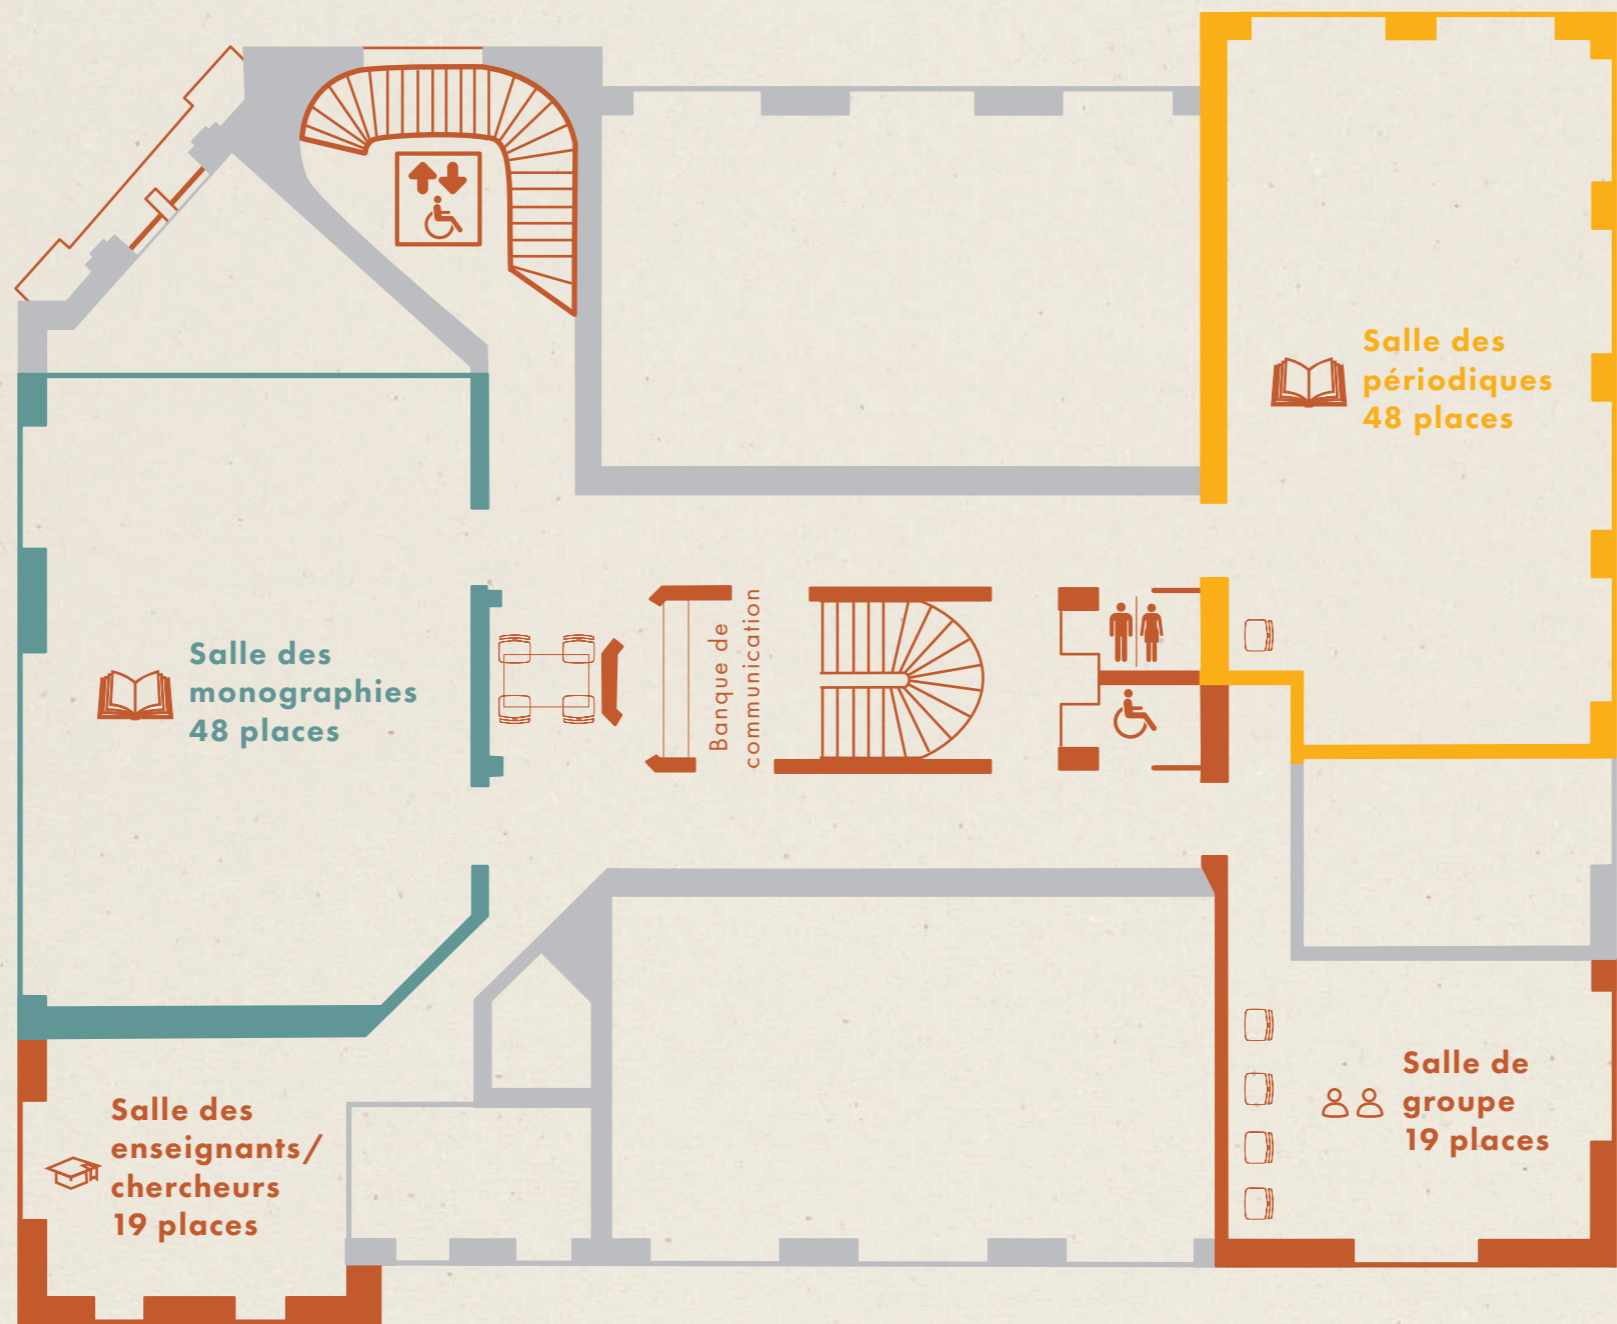 Salle des
périodiques
48 places
Salle des
monographies
48 places
Banque de
communication
Salle des
enseignants/
chercheurs
19 places
Salle de
groupe
19 places